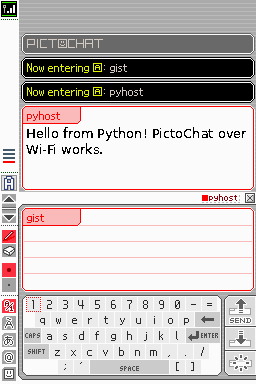 PICTOCHAT
Now entering A: gist
Now entering A: pyhost
pyhost
Hello from Python! PictoChat over
Wi-Fi works.
pyhost
gist
1 2 3 4 5 6 7 8 9 0 - =
q w e r t y u i o p
CAPS a s d f g h j k l ENTER
SHIFT z x c v b n m , . /
; ´ SPACE [ ]
SEND
A
@